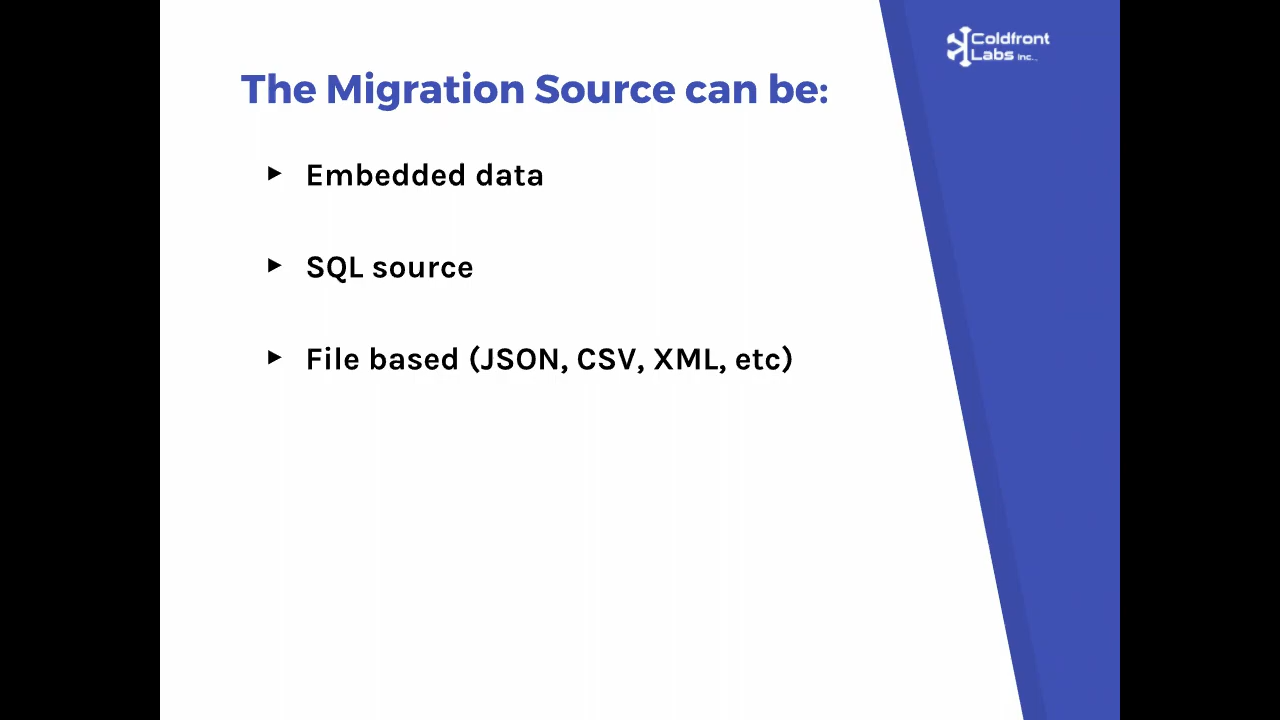 Coldfront
Labs Inc.
The Migration Source can be:
▸ Embedded data
▸ SQL source
▸ File based (JSON, CSV, XML, etc)